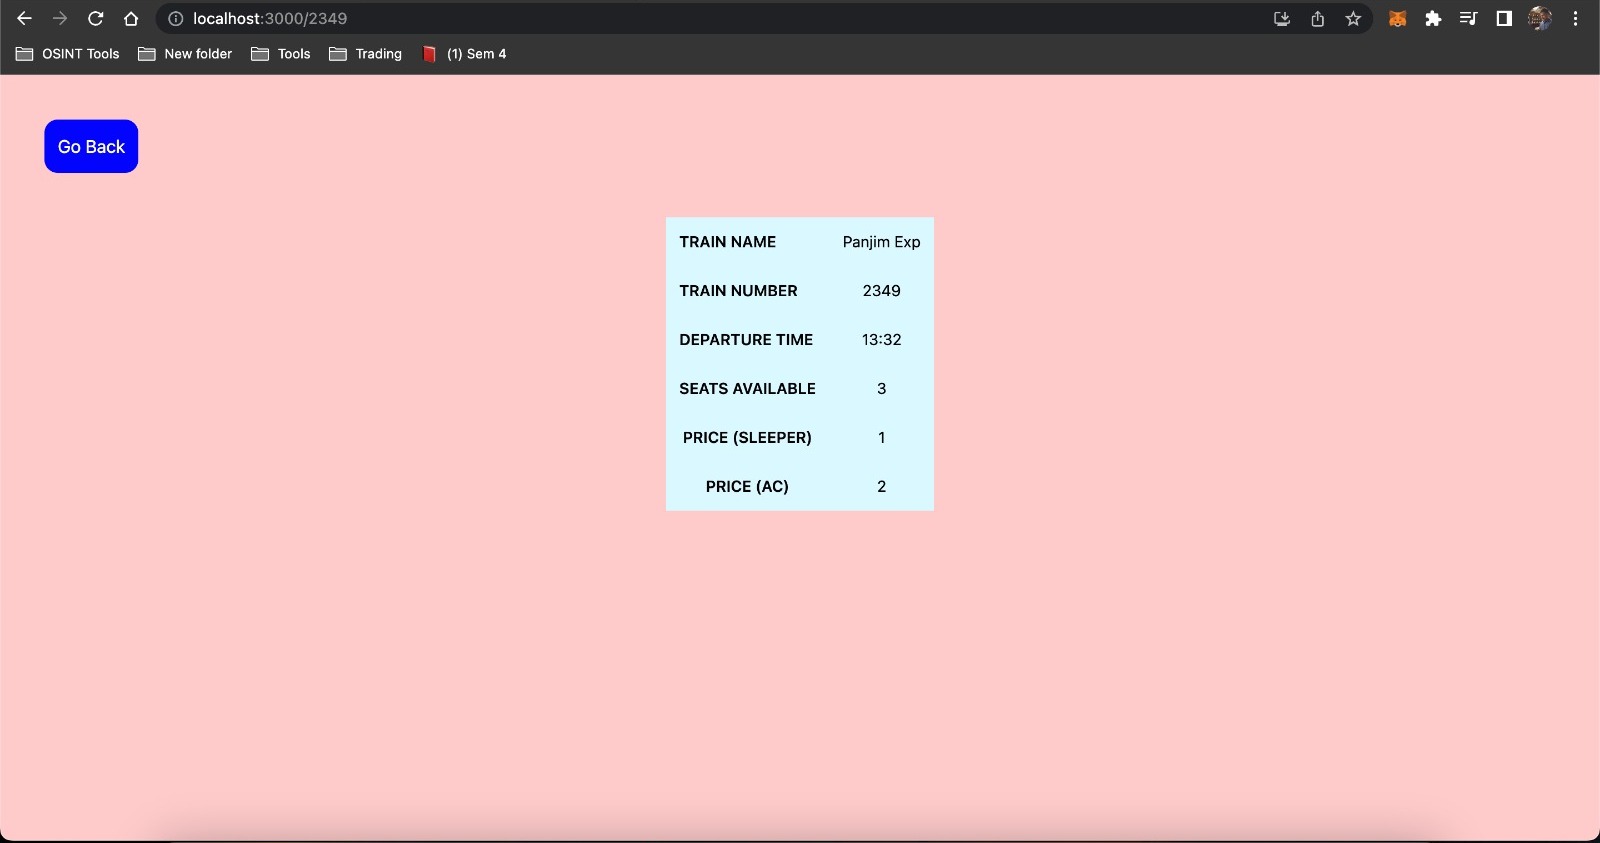 localhost:3000/2349
OSINT Tools New folder Tools Trading (1) Sem 4
Go Back
TRAIN NAME Panjim Exp
TRAIN NUMBER 2349
DEPARTURE TIME 13:32
SEATS AVAILABLE 3
PRICE (SLEEPER) 1
PRICE (AC) 2